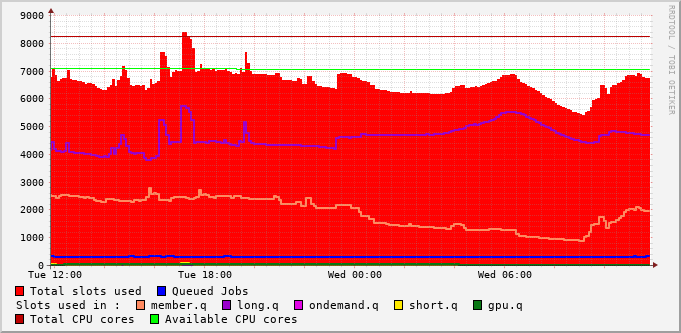 9000
8000
7000
6000
5000
4000
3000
2000
1000
0
Tue 12:00 Tue 18:00 Wed 00:00 Wed 06:00
RRDTOOL / TOBI OETIKER
Total slots used Queued Jobs
Slots used in : member.q long.q ondemand.q short.q gpu.q
Total CPU cores Available CPU cores